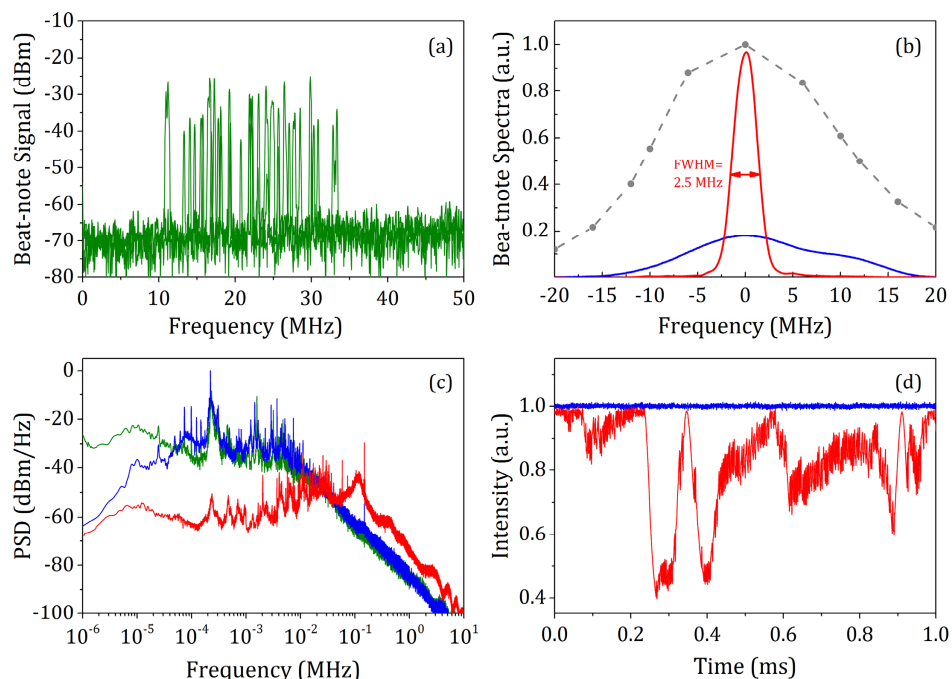 (a)
Beat-note Signal (dBm)
-10
-20
-30
-40
-50
-60
-70
-80
0 10 20 30 40 50
Frequency (MHz)
(b)
Bea-tnote Spectra (a.u.)
1.0
0.8
0.6
0.4
0.2
FWHM=
2.5 MHz
-20 -15 -10 -5 0 5 10 15 20
Frequency (MHz)
(c)
PSD (dBm/Hz)
0
-20
-40
-60
-80
-100
10⁻⁶ 10⁻⁵ 10⁻⁴ 10⁻³ 10⁻² 10⁻¹ 10⁰ 10¹
Frequency (MHz)
(d)
Intensity (a.u.)
1.0
0.8
0.6
0.4
0.0 0.2 0.4 0.6 0.8 1.0
Time (ms)